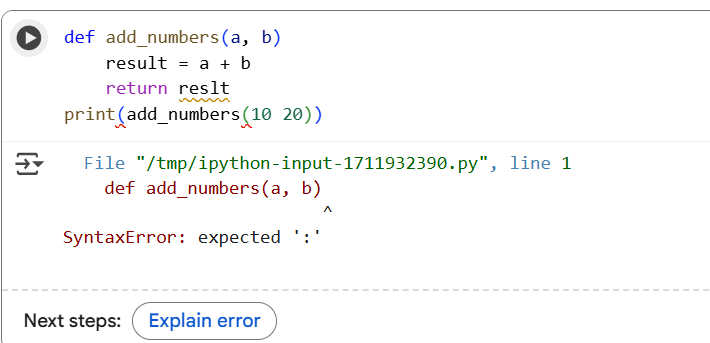 def add_numbers(a, b)
    result = a + b
    return reslt
print(add_numbers(10 20))
File "/tmp/ipython-input-1711932390.py", line 1
    def add_numbers(a, b)
                         ^
SyntaxError: expected ':'
Next steps: Explain error